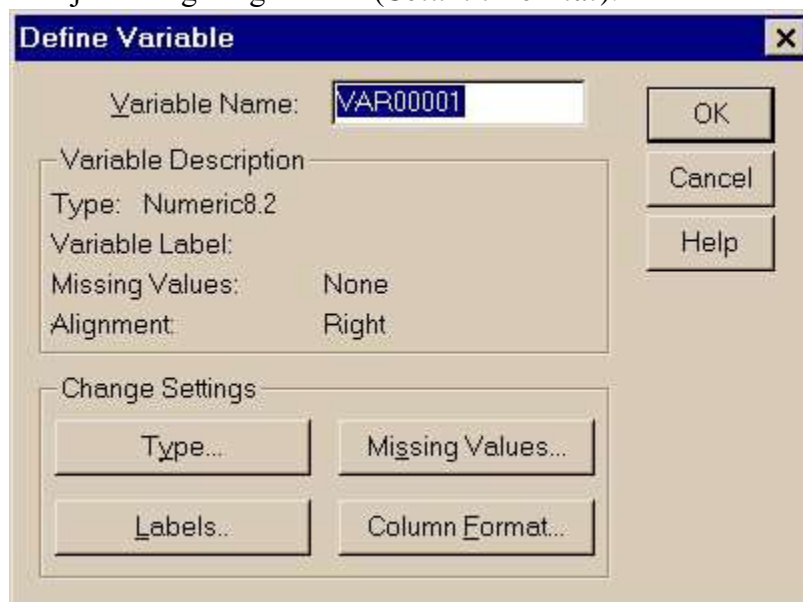 Define Variable
Variable Name: VAR00001
OK
Variable Description
Cancel
Type: Numeric8.2
Variable Label:
Help
Missing Values: None
Alignment: Right
Change Settings
Type... Missing Values...
Labels.. Column Format...